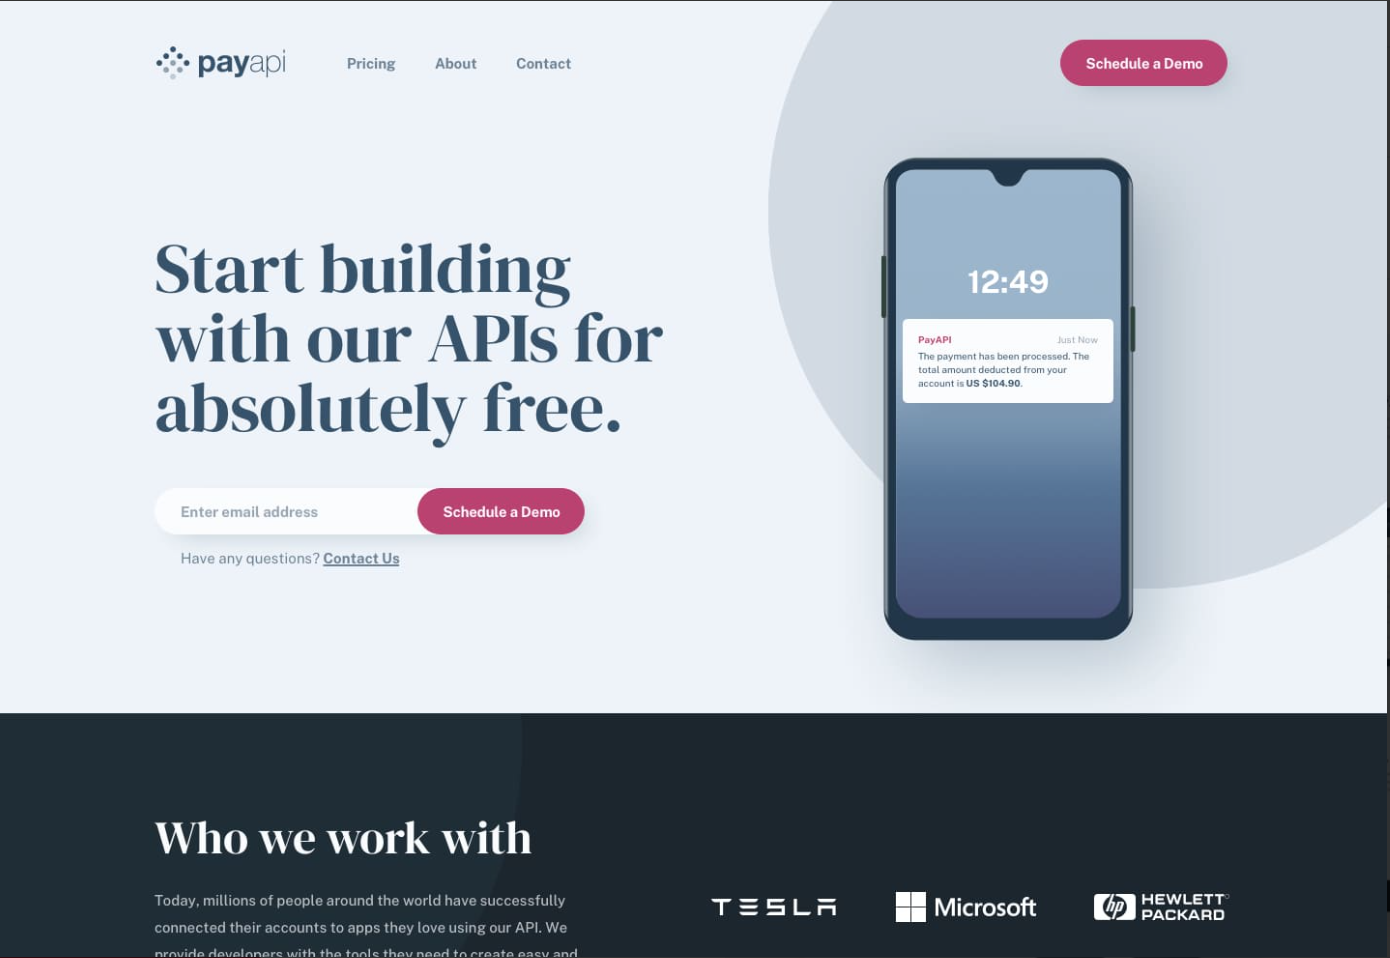 payapi
Pricing
About
Contact
Schedule a Demo
Start building
with our APIs for
absolutely free.
Enter email address
Schedule a Demo
Have any questions? Contact Us
12:49
PayAPI
Just Now
The payment has been processed. The
total amount deducted from your
account is US $104.90.
Who we work with
Today, millions of people around the world have successfully
connected their accounts to apps they love using our API. We
provide developers with the tools they need to create easy and
TESLA
Microsoft
hp
HEWLETT
PACKARD